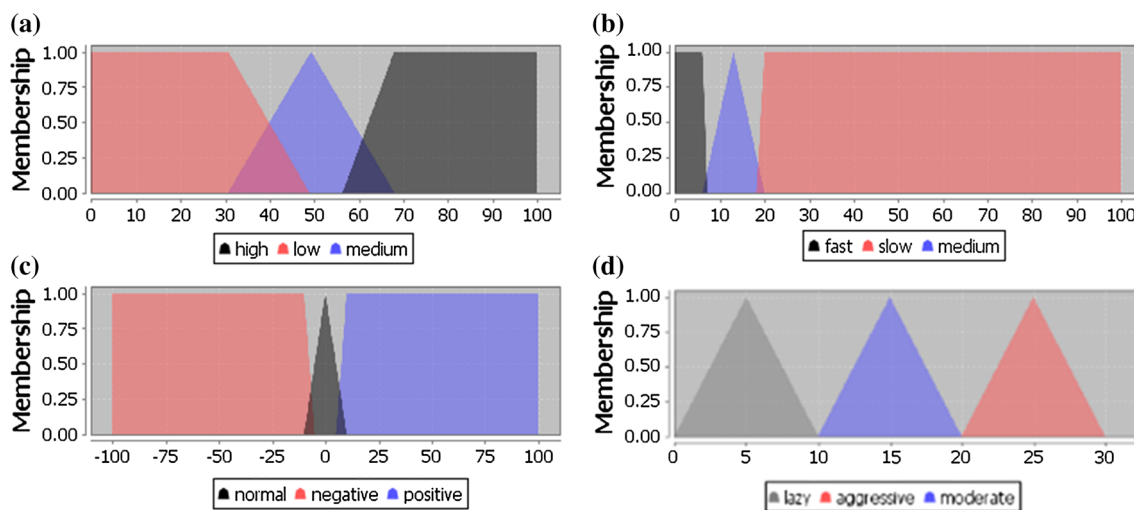 (a)
Membership
1.00
0.75
0.50
0.25
0.00
0 10 20 30 40 50 60 70 80 90 100
high low medium
(b)
Membership
1.00
0.75
0.50
0.25
0.00
0 10 20 30 40 50 60 70 80 90 100
fast slow medium
(c)
Membership
1.00
0.75
0.50
0.25
0.00
-100 -75 -50 -25 0 25 50 75 100
normal negative positive
(d)
Membership
1.00
0.75
0.50
0.25
0.00
0 5 10 15 20 25 30
lazy aggressive moderate